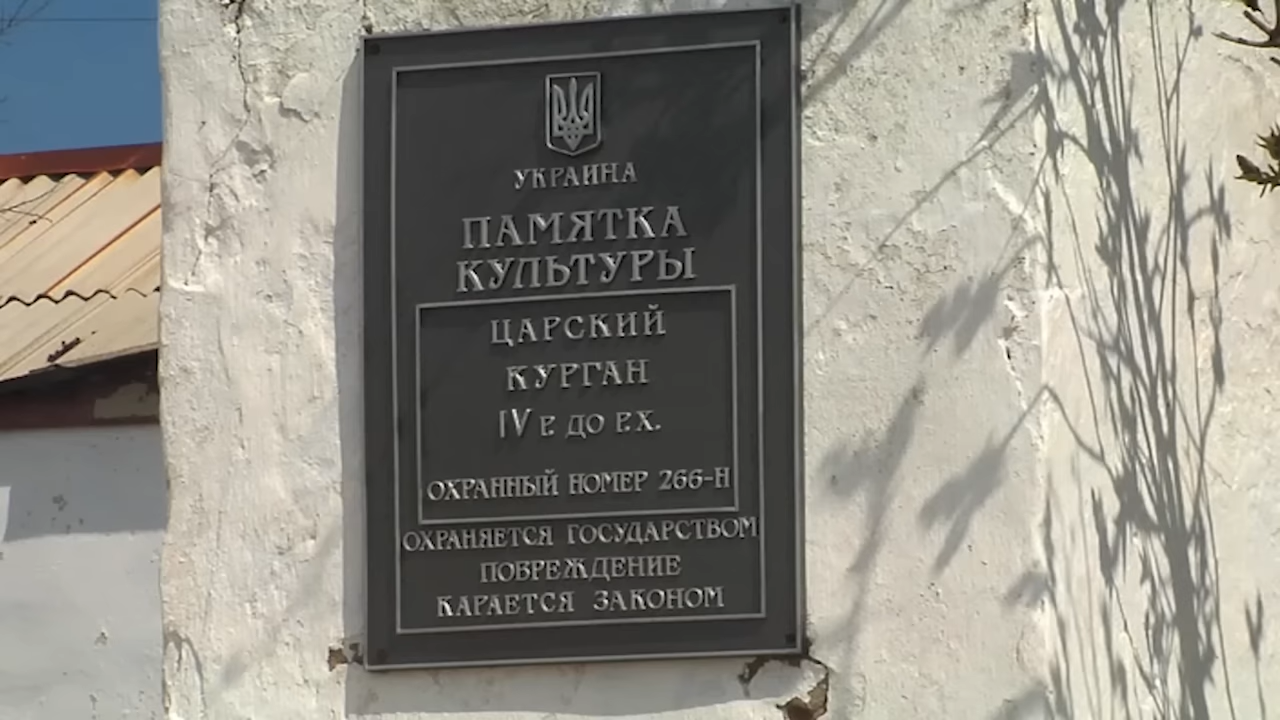 УКРАИНА
ПАМЯТКА
КУЛЬТУРЫ
ЦАРСКИЙ
КУРГАН
IV в. до Р.Х.
ОХРАННЫЙ НОМЕР 266-Н
ОХРАНЯЕТСЯ ГОСУДАРСТВОМ
ПОВРЕЖДЕНИЕ
КАРАЕТСЯ ЗАКОНОМ